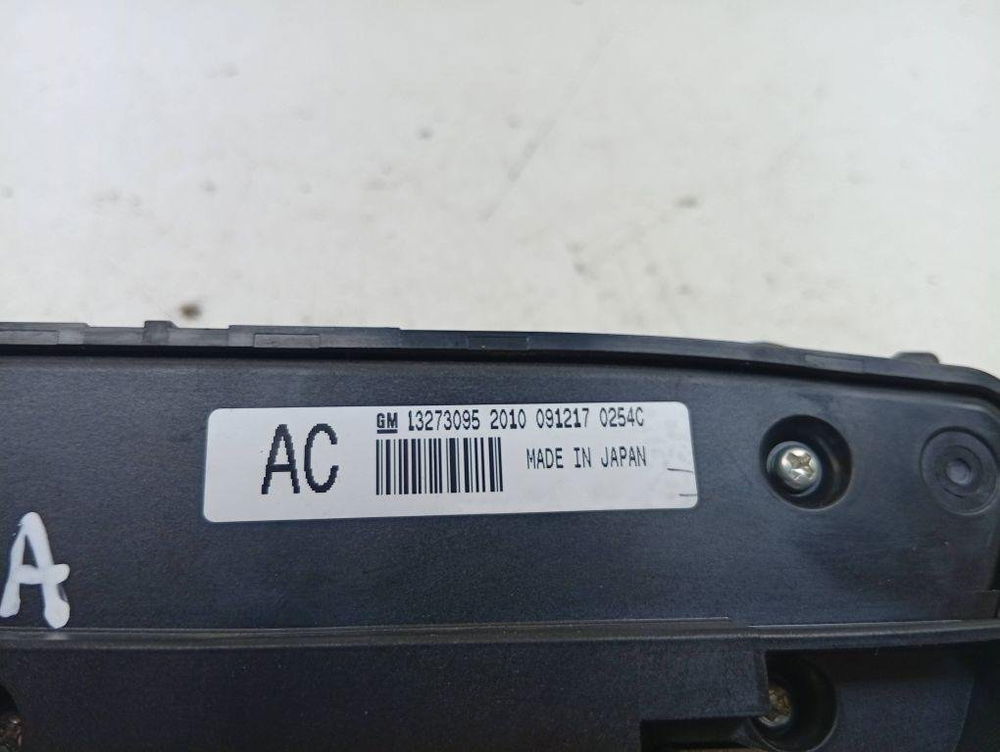 AC
GM 13273095 2010 091217 0254C
MADE IN JAPAN
A